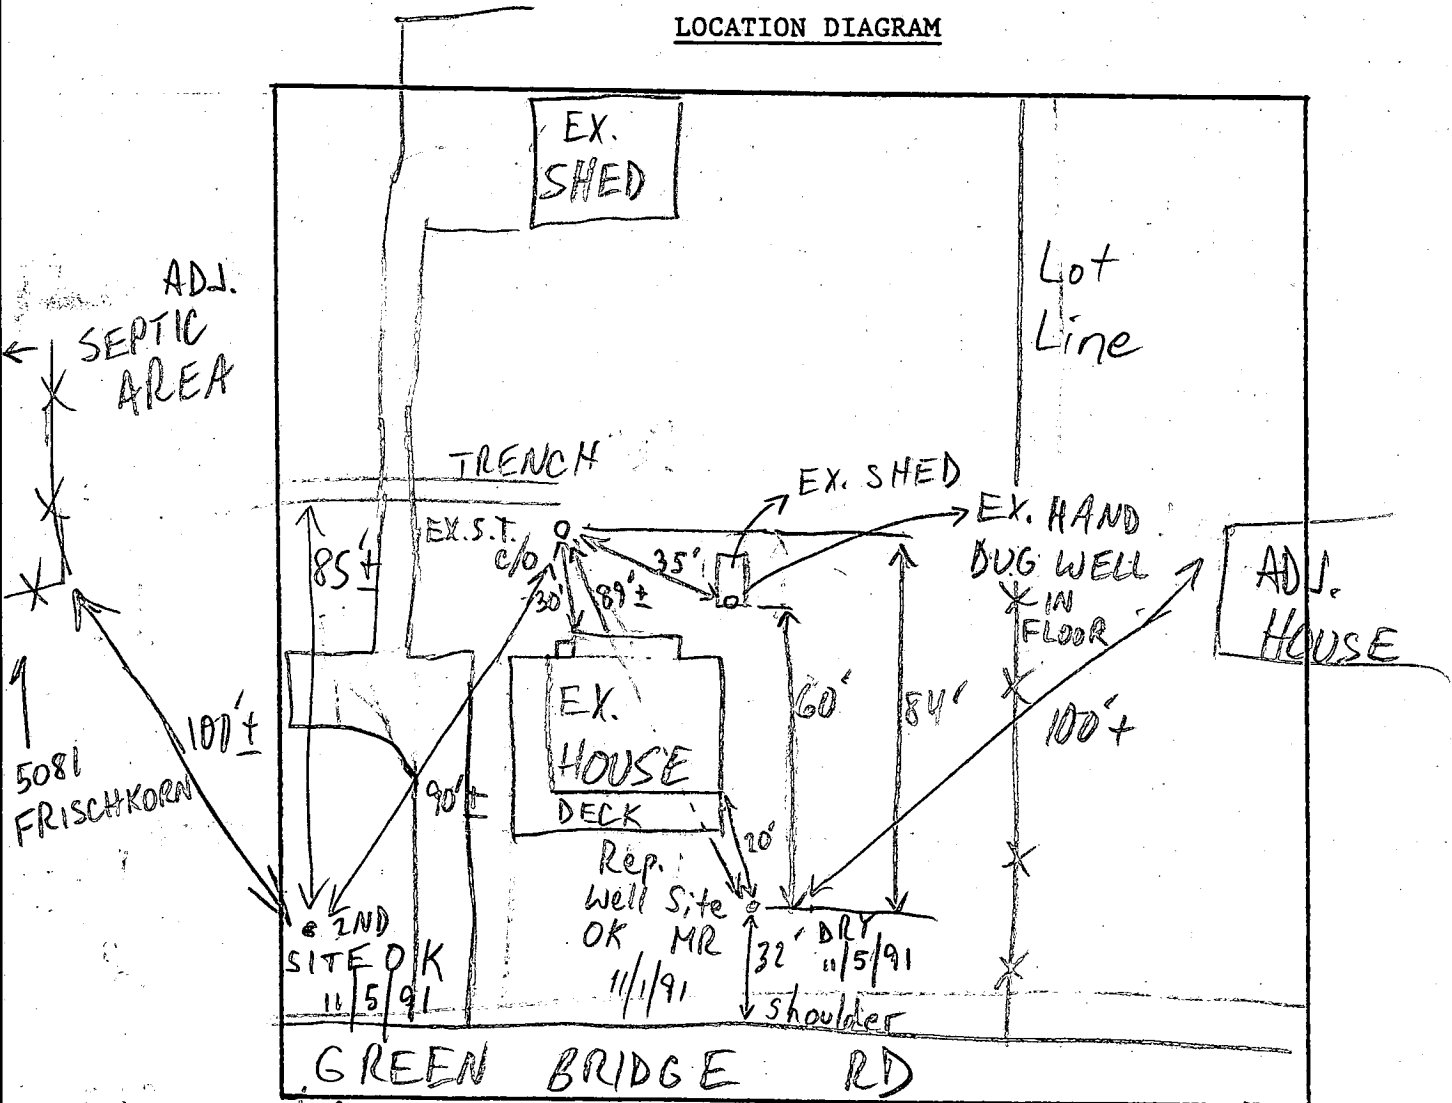 LOCATION DIAGRAM
EX.
SHED
ADJ.
SEPTIC
AREA
Lot
Line
TRENCH
EX. SHED
EX. HAND
DUG WELL
IN
FLOOR
EX.S.T.
C/O
35'
85'±
30'
89'±
ADJ.
HOUSE
EX.
HOUSE
DECK
60'
84'
100'+
100'±
5081
FRISCHKORN
90'±
20'
Rep.
Well Site
OK MR
11/1/91
32'
DRY
11/5/91
2ND
SITE OK
11/5/91
shoulder
GREEN BRIDGE RD